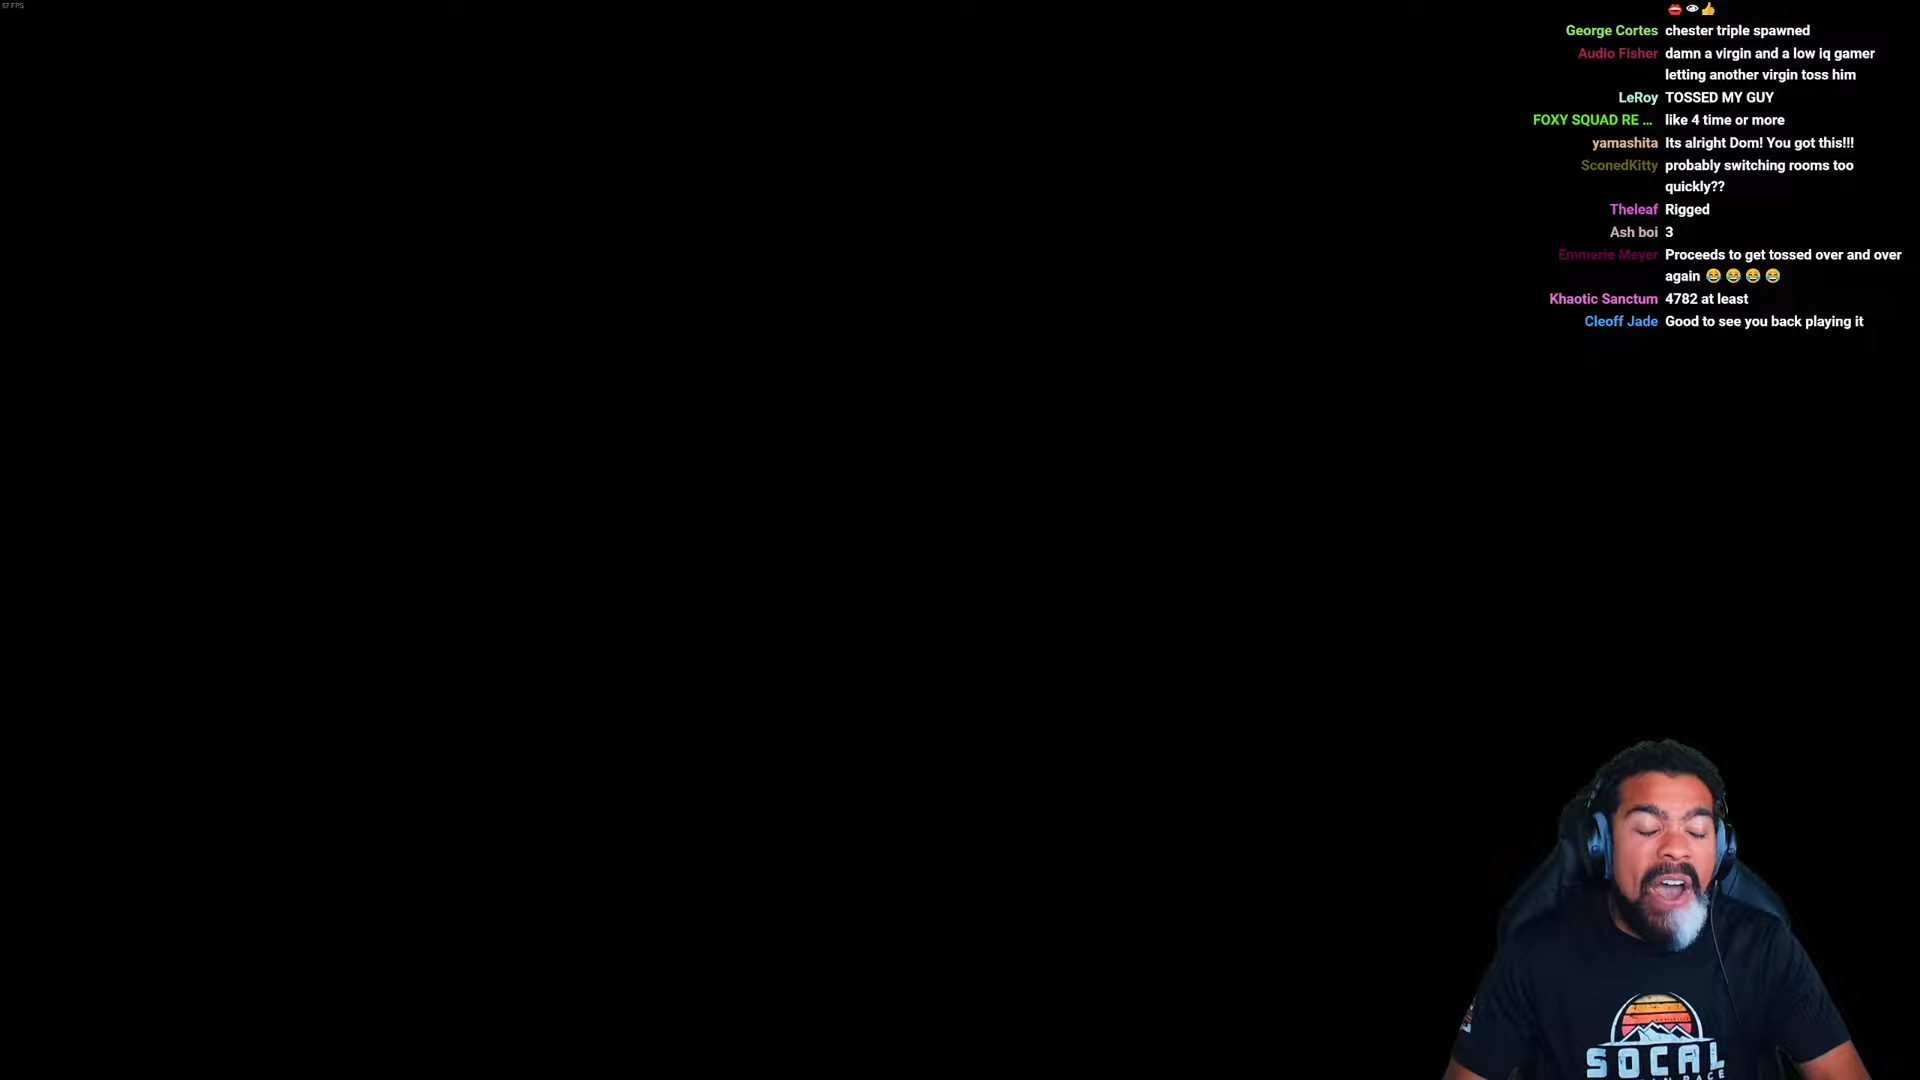 57 FPS
👄 👁 👍
George Cortes chester triple spawned
Audio Fisher damn a virgin and a low iq gamer
letting another virgin toss him
LeRoy TOSSED MY GUY
FOXY SQUAD RE ... like 4 time or more
yamashita Its alright Dom! You got this!!!
SconedKitty probably switching rooms too
quickly??
Theleaf Rigged
Ash boi 3
Emmerie Meyer Proceeds to get tossed over and over
again 😂 😂 😂 😂
Khaotic Sanctum 4782 at least
Cleoff Jade Good to see you back playing it
SOCAL